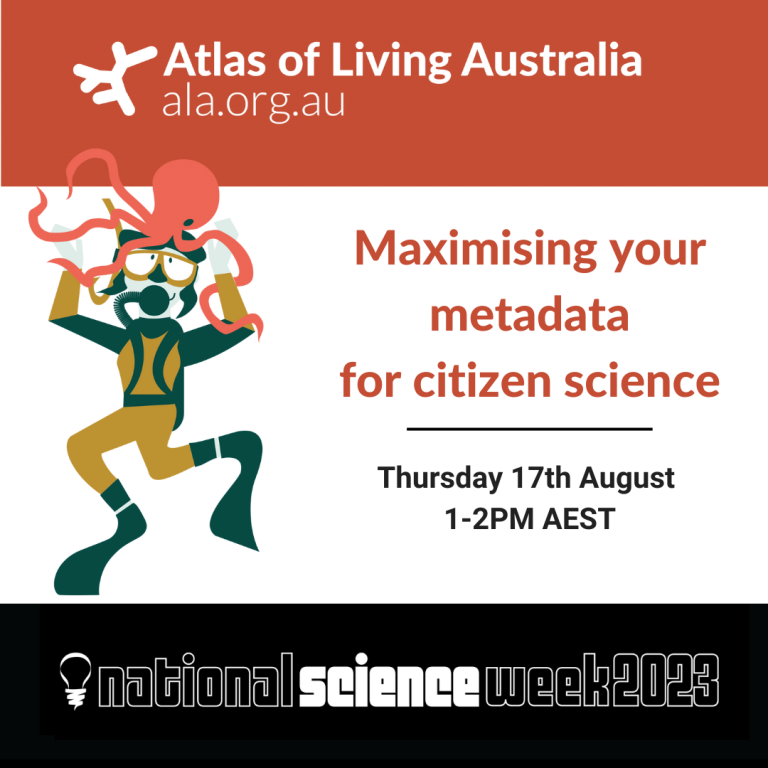 Atlas of Living Australia
ala.org.au
Maximising your
metadata
for citizen science
Thursday 17th August
1-2PM AEST
nationalscienceweek2023